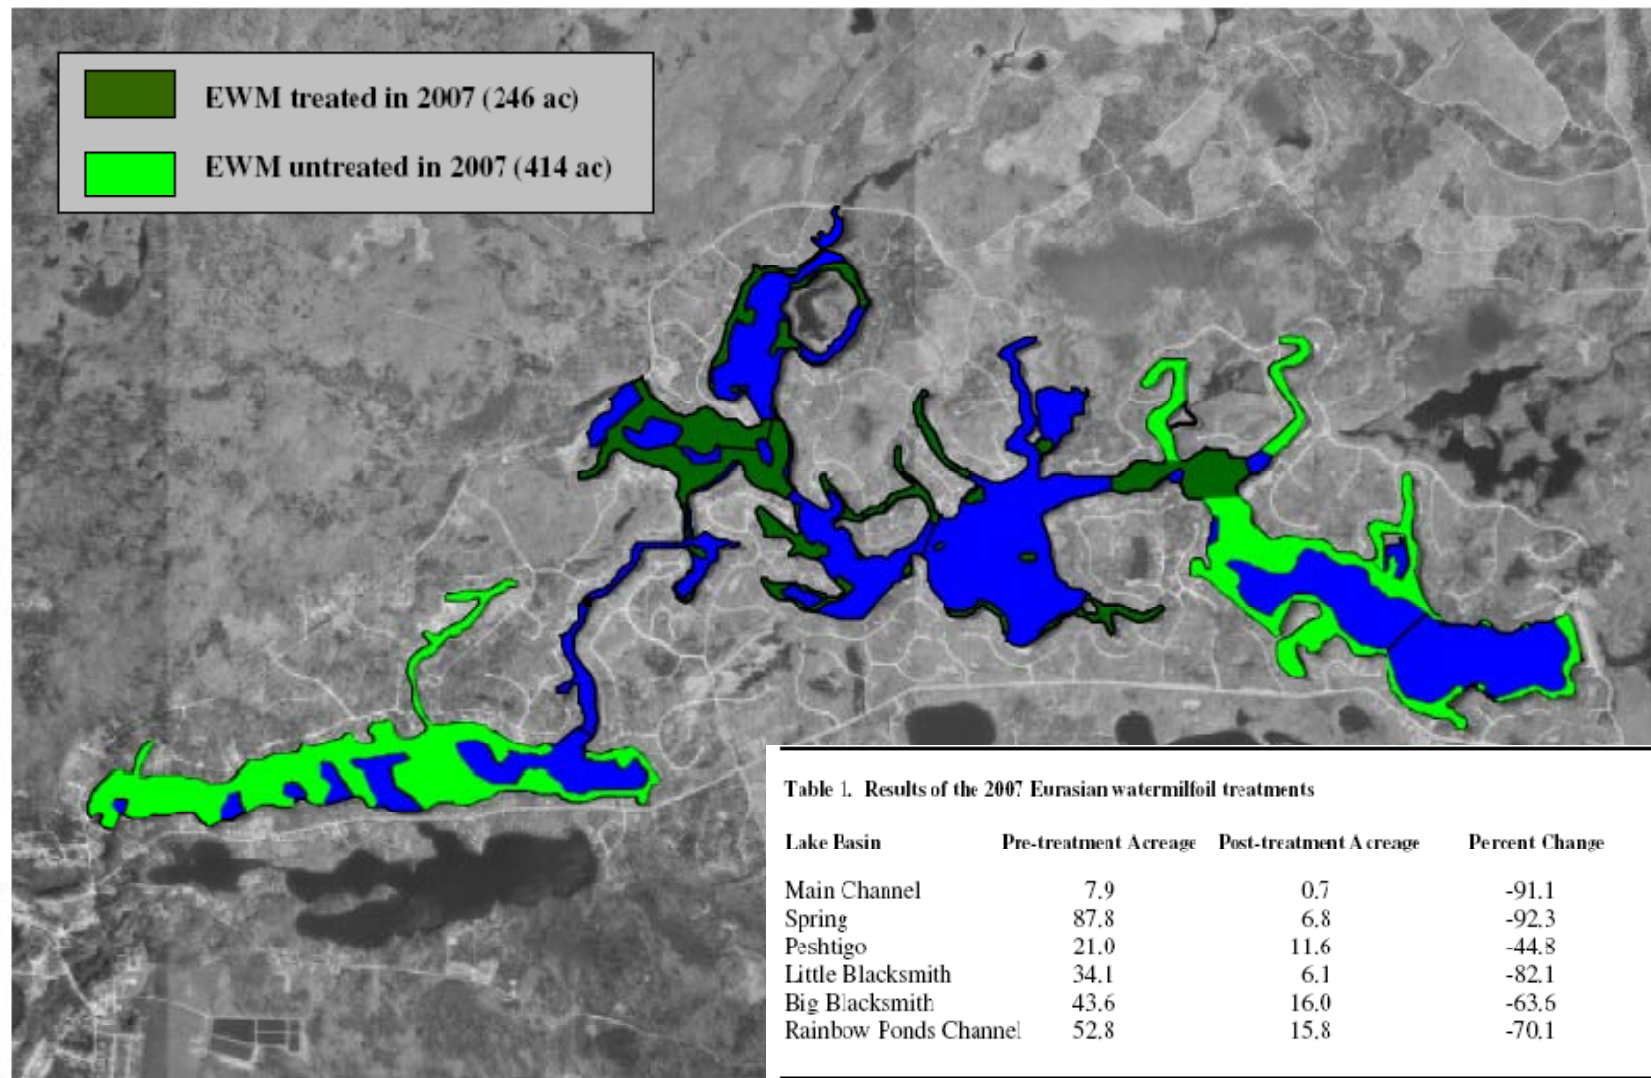 EWM treated in 2007 (246 ac)
EWM untreated in 2007 (414 ac)
Table 1. Results of the 2007 Eurasian watermilfoil treatments
Lake Basin Pre-treatment Acreage Post-treatment Acreage Percent Change
Main Channel 7.9 0.7 -91.1
Spring 87.8 6.8 -92.3
Peshtigo 21.0 11.6 -44.8
Little Blacksmith 34.1 6.1 -82.1
Big Blacksmith 43.6 16.0 -63.6
Rainbow Ponds Channel 52.8 15.8 -70.1